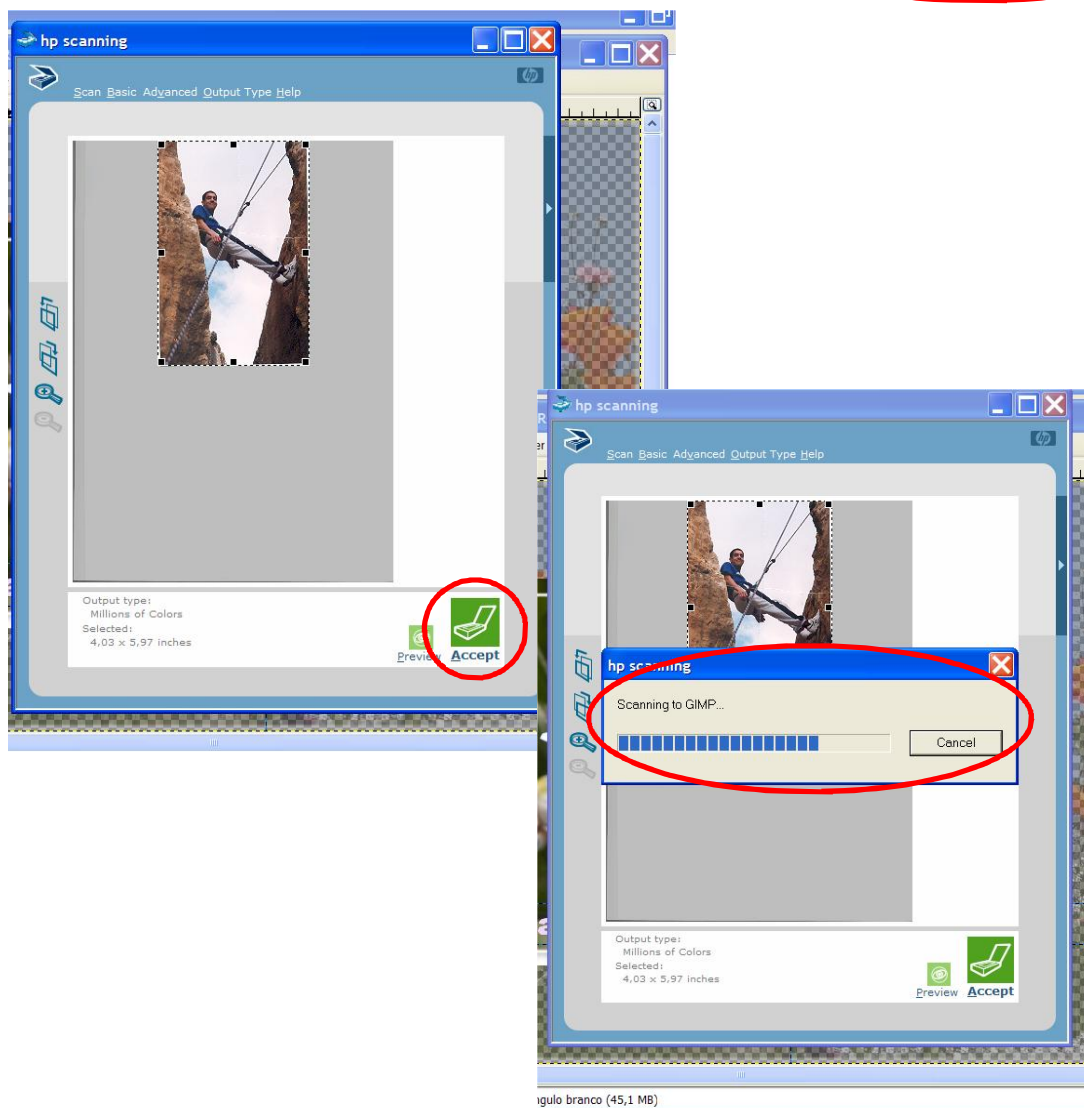 hp scanning
hp
Scan Basic Advanced Output Type Help
Output type:
Millions of Colors
Selected:
4,03 x 5,97 inches
Preview Accept
hp scanning
hp
Scan Basic Advanced Output Type Help
hp scanning
Scanning to GIMP...
Cancel
Output type:
Millions of Colors
Selected:
4,03 x 5,97 inches
Preview Accept
ngulo branco (45,1 MB)